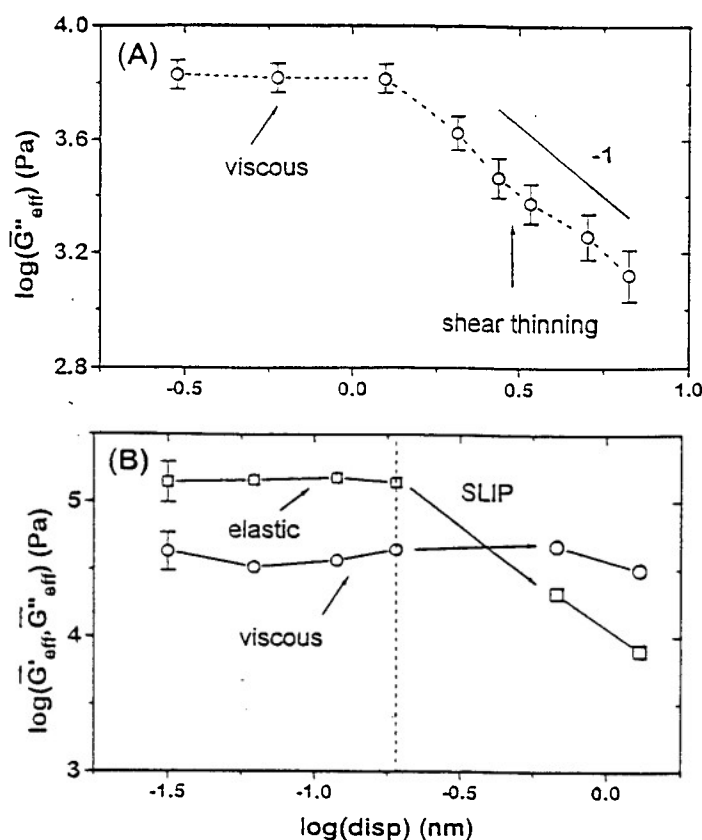 (A)
4.0
3.6
3.2
2.8
log(G̅"eff) (Pa)
viscous
-1
shear thinning
-0.5 0.0 0.5 1.0
(B)
5
4
3
log(G̅'eff, G̅"eff) (Pa)
SLIP
elastic
viscous
-1.5 -1.0 -0.5 0.0
log(disp) (nm)